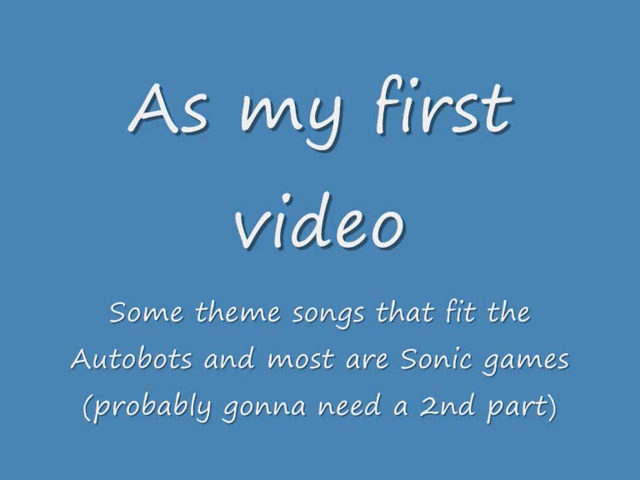 As my first
video
Some theme songs that fit the
Autobots and most are Sonic games
(probably gonna need a 2nd part)